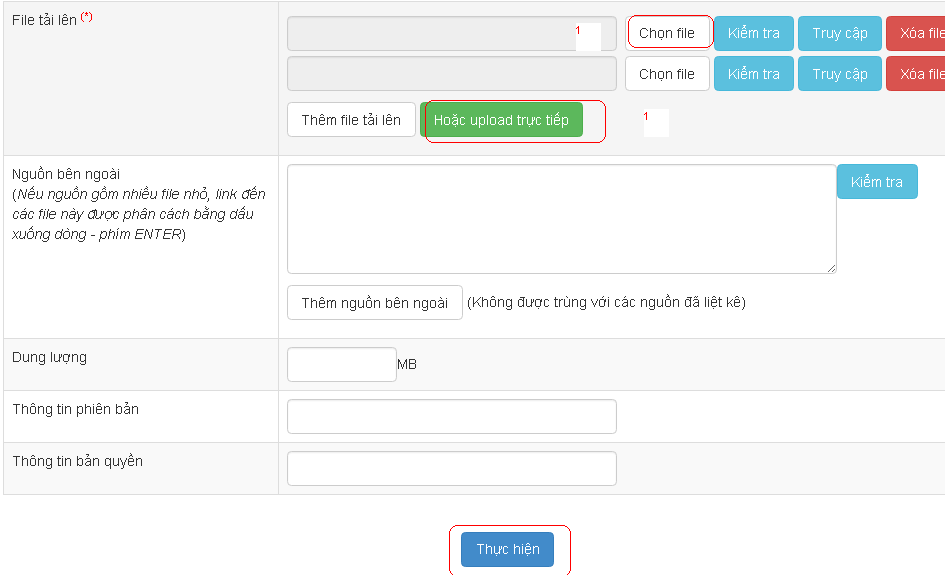 File tải lên (*)
1 Chọn file Kiểm tra Truy cập Xóa file
Chọn file Kiểm tra Truy cập Xóa file
Thêm file tải lên Hoặc upload trực tiếp 1
Nguồn bên ngoài
(Nếu nguồn gồm nhiều file nhỏ, link đến
các file này được phân cách bằng dấu
xuống dòng - phím ENTER)
Kiểm tra
Thêm nguồn bên ngoài (Không được trùng với các nguồn đã liệt kê)
Dung lượng MB
Thông tin phiên bản
Thông tin bản quyền
Thực hiện